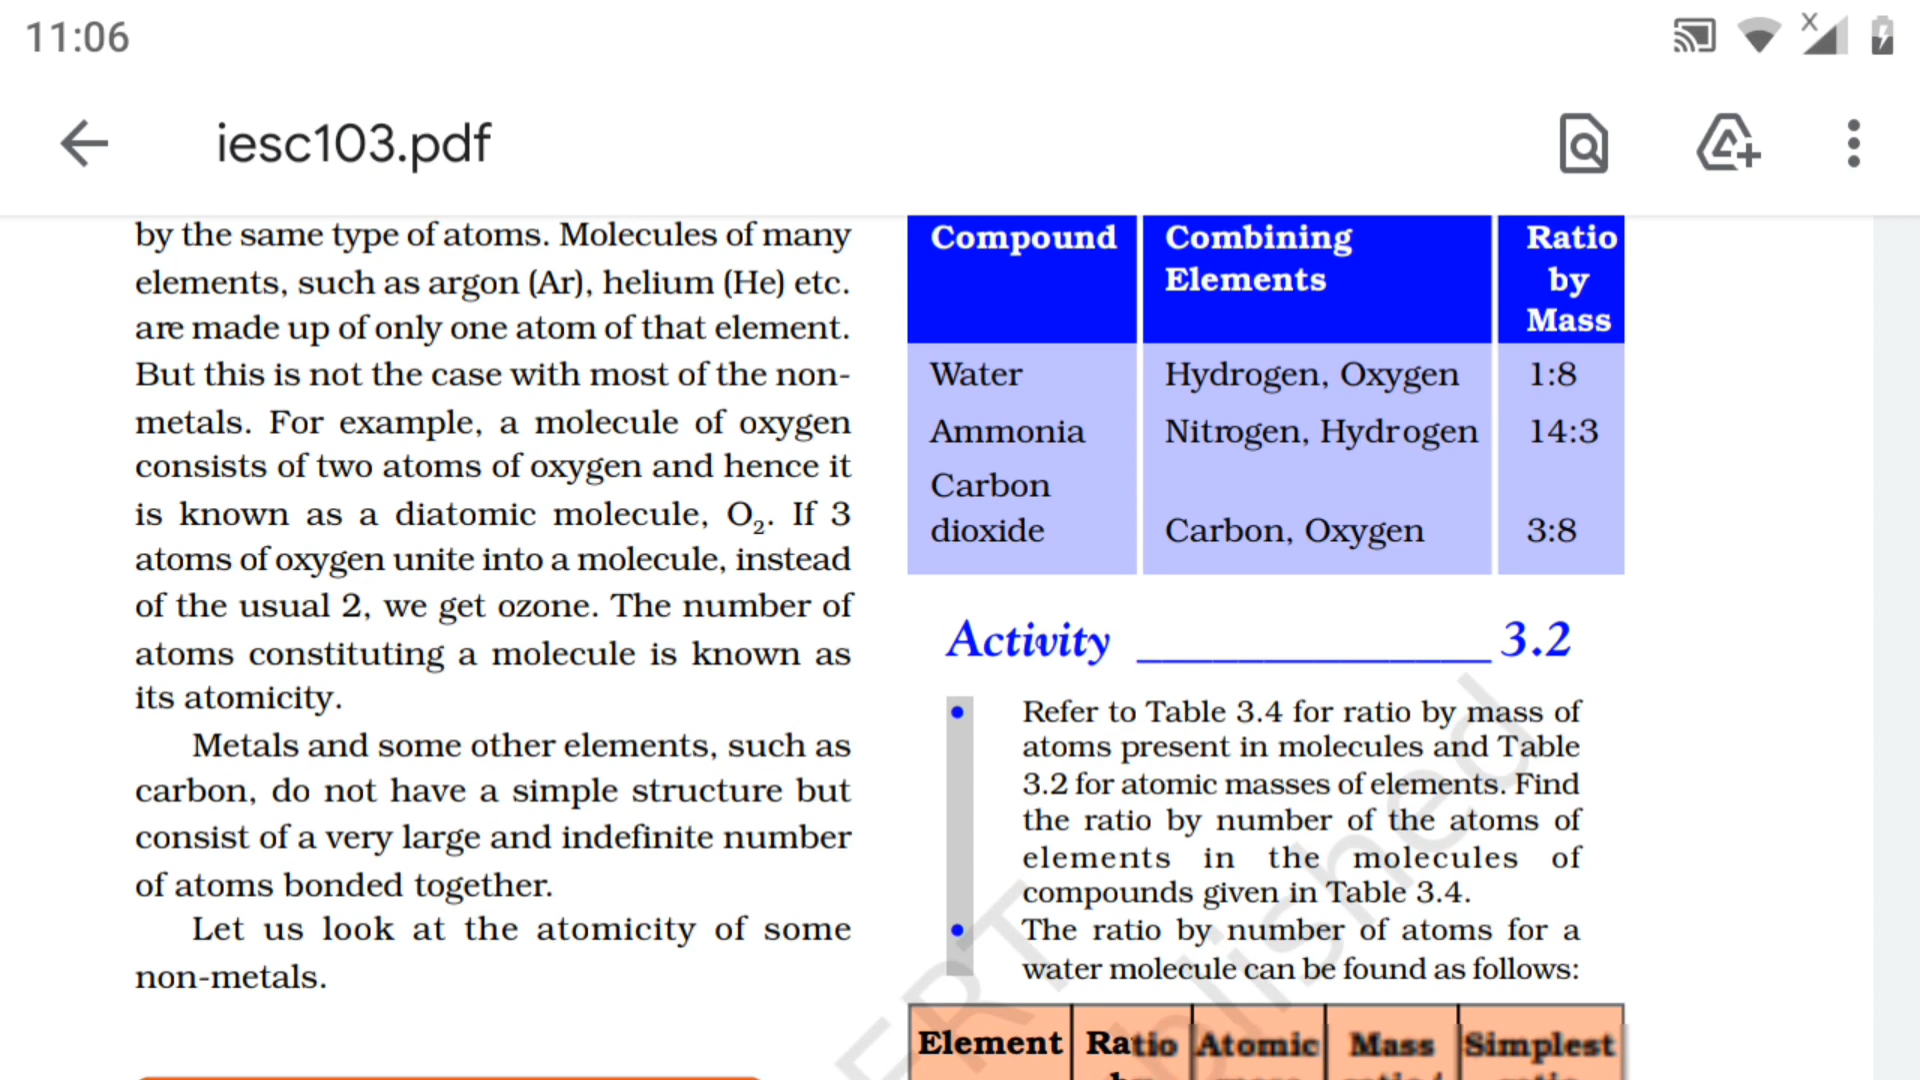 11:06
X
iesc103.pdf
by the same type of atoms. Molecules of many
elements, such as argon (Ar), helium (He) etc.
are made up of only one atom of that element.
But this is not the case with most of the non-
metals. For example, a molecule of oxygen
consists of two atoms of oxygen and hence it
is known as a diatomic molecule, O₂. If 3
atoms of oxygen unite into a molecule, instead
of the usual 2, we get ozone. The number of
atoms constituting a molecule is known as
its atomicity.
Metals and some other elements, such as
carbon, do not have a simple structure but
consist of a very large and indefinite number
of atoms bonded together.
Let us look at the atomicity of some
non-metals.
Compound Combining Ratio
Elements by
Mass
Water Hydrogen, Oxygen 1:8
Ammonia Nitrogen, Hydrogen 14:3
Carbon
dioxide Carbon, Oxygen 3:8
Activity ______________ 3.2
• Refer to Table 3.4 for ratio by mass of
atoms present in molecules and Table
3.2 for atomic masses of elements. Find
the ratio by number of the atoms of
elements in the molecules of
compounds given in Table 3.4.
• The ratio by number of atoms for a
water molecule can be found as follows:
Element Ratio Atomic Mass Simplest